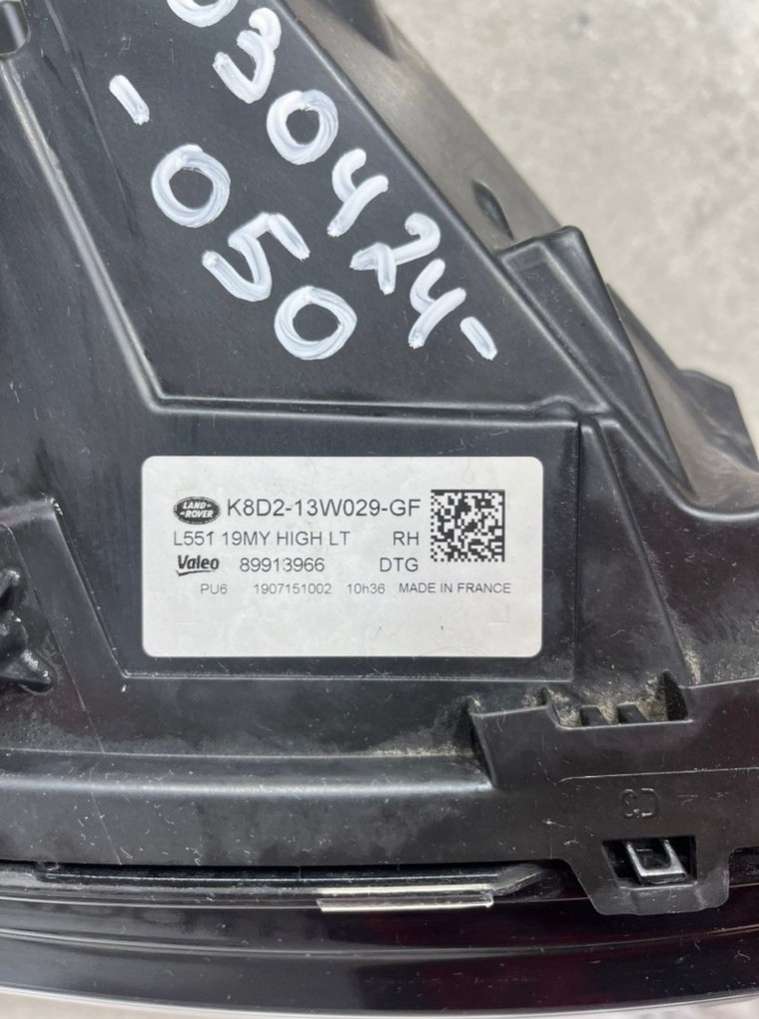 030424-
-050
LAND-
-ROVER
K8D2-13W029-GF
L551 19MY HIGH LT RH
Valeo 89913966 DTG
PU6 1907151002 10h36 MADE IN FRANCE